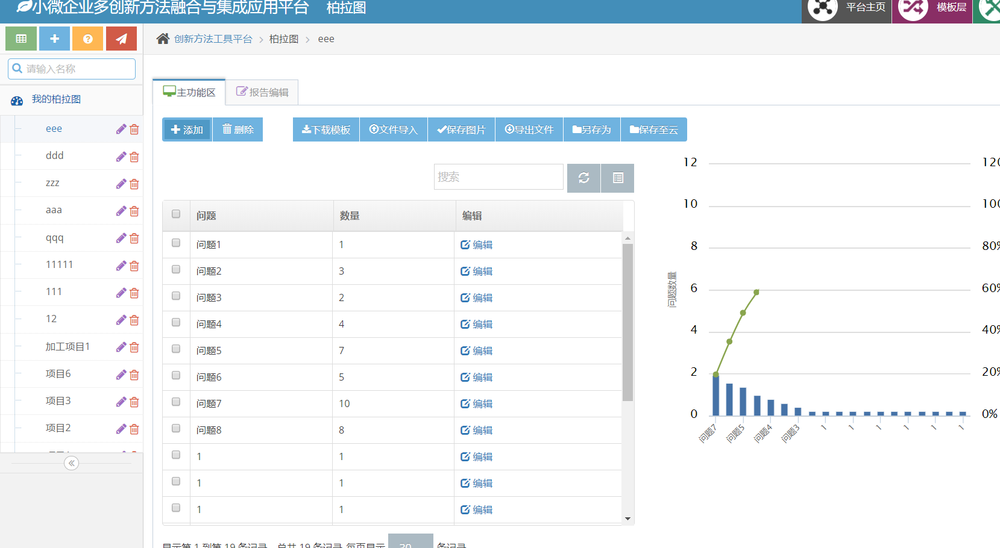 小微企业多创新方法融合与集成应用平台 柏拉图
平台主页
模板层
创新方法工具平台 柏拉图 eee
请输入名称
我的柏拉图
eee
ddd
zzz
aaa
qqq
11111
111
12
加工项目1
项目6
项目3
项目2
主功能区
报告编辑
添加 删除 下载模板 文件导入 保存图片 导出文件 另存为 保存至云
搜索
问题 数量 编辑
问题1 1 编辑
问题2 3 编辑
问题3 2 编辑
问题4 4 编辑
问题5 7 编辑
问题6 5 编辑
问题7 10 编辑
问题8 8 编辑
1 1 编辑
1 1 编辑
1 1 编辑
显示第 1 到第 19 条记录，总共 19 条记录 每页显示 30 条记录
问题数量
12 120
10 100
8 80%
6 60%
4 40%
2 20%
0 0%
问题7 问题5 问题4 问题3 1 1 1 1 1 1